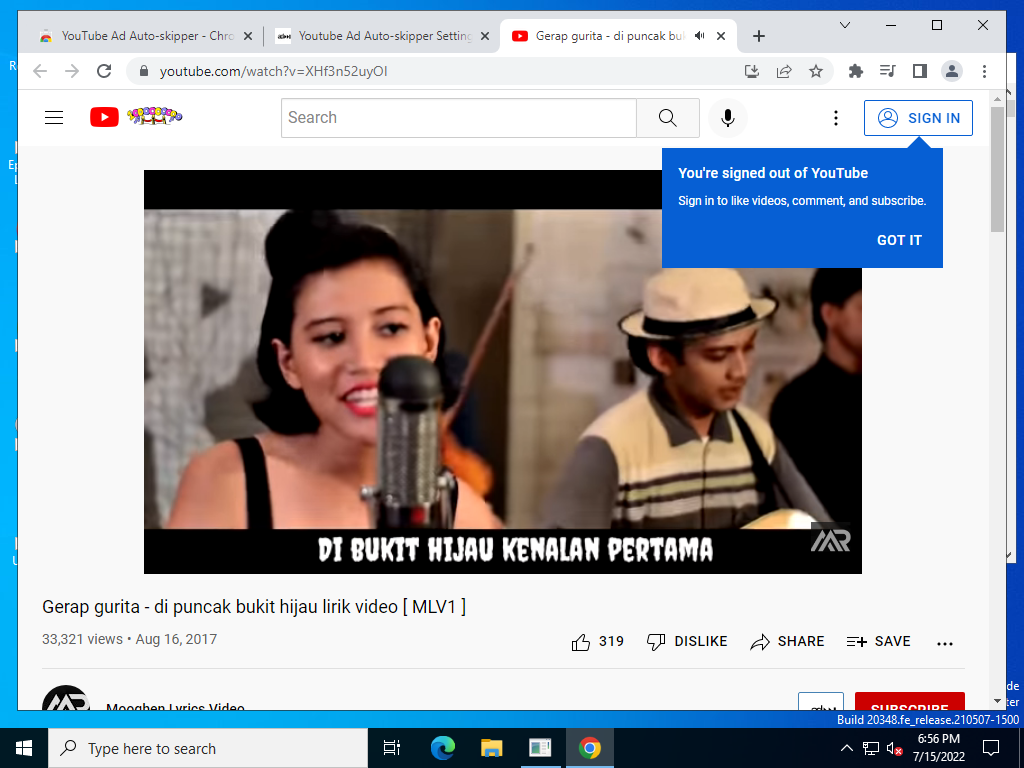 YouTube Ad Auto-skipper - Chro
Youtube Ad Auto-skipper Setting
Gerap gurita - di puncak buk
youtube.com/watch?v=XHf3n52uyOI
Search
SIGN IN
You're signed out of YouTube
Sign in to like videos, comment, and subscribe.
GOT IT
DI BUKIT HIJAU KENALAN PERTAMA
MR
Gerap gurita - di puncak bukit hijau lirik video [ MLV1 ]
33,321 views • Aug 16, 2017
319
DISLIKE
SHARE
SAVE
Mooghen Lyrics Video
SUBSCRIBE
Build 20348.fe_release.210507-1500
Type here to search
6:56 PM
7/15/2022